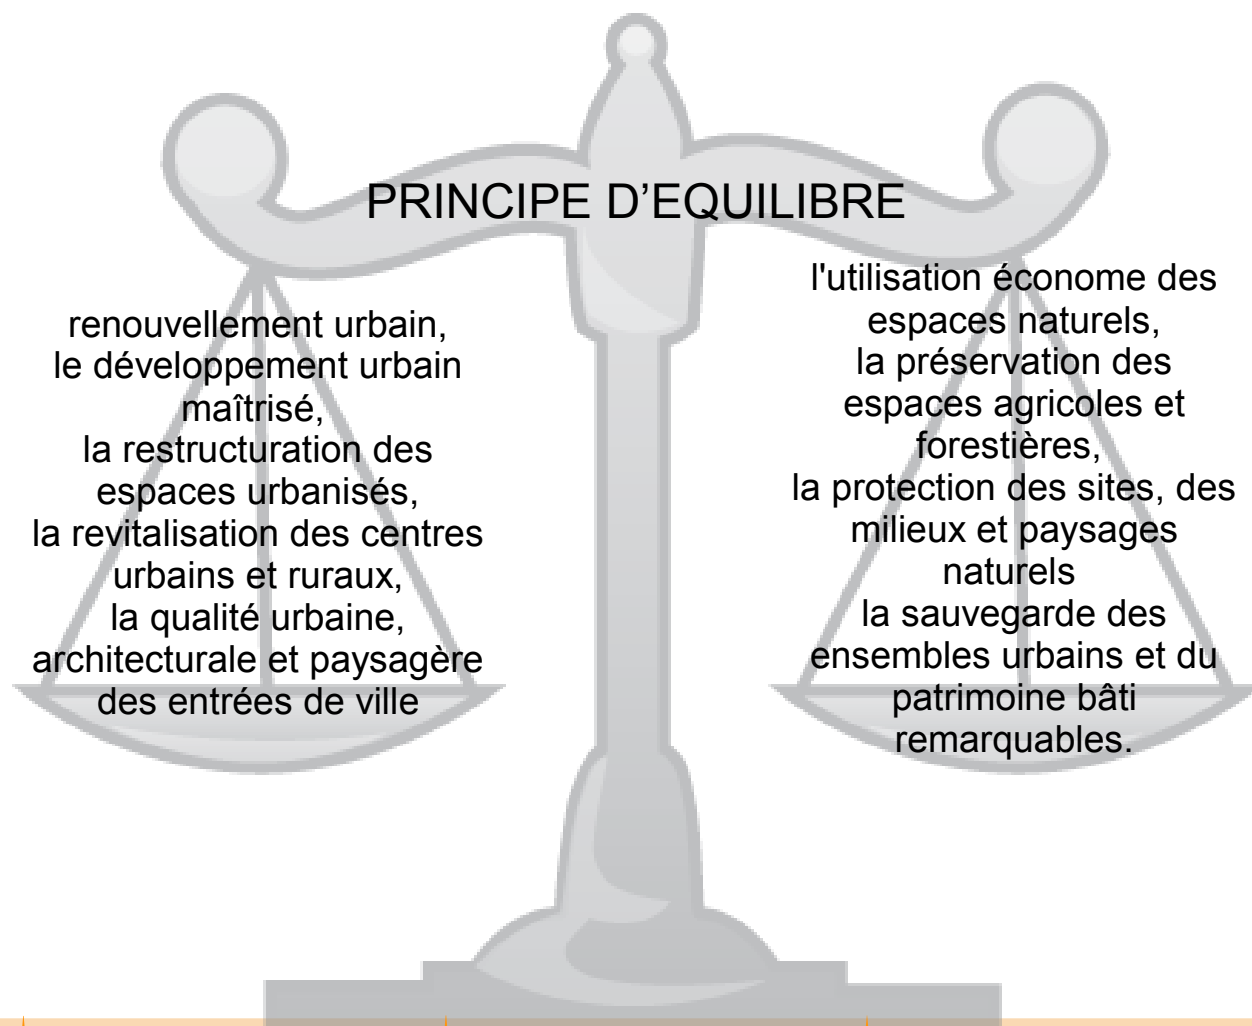 PRINCIPE D’EQUILIBRE
renouvellement urbain,
le développement urbain
maîtrisé,
la restructuration des
espaces urbanisés,
la revitalisation des centres
urbains et ruraux,
la qualité urbaine,
architecturale et paysagère
des entrées de ville
l'utilisation économe des
espaces naturels,
la préservation des
espaces agricoles et
forestières,
la protection des sites, des
milieux et paysages
naturels
la sauvegarde des
ensembles urbains et du
patrimoine bâti
remarquables.